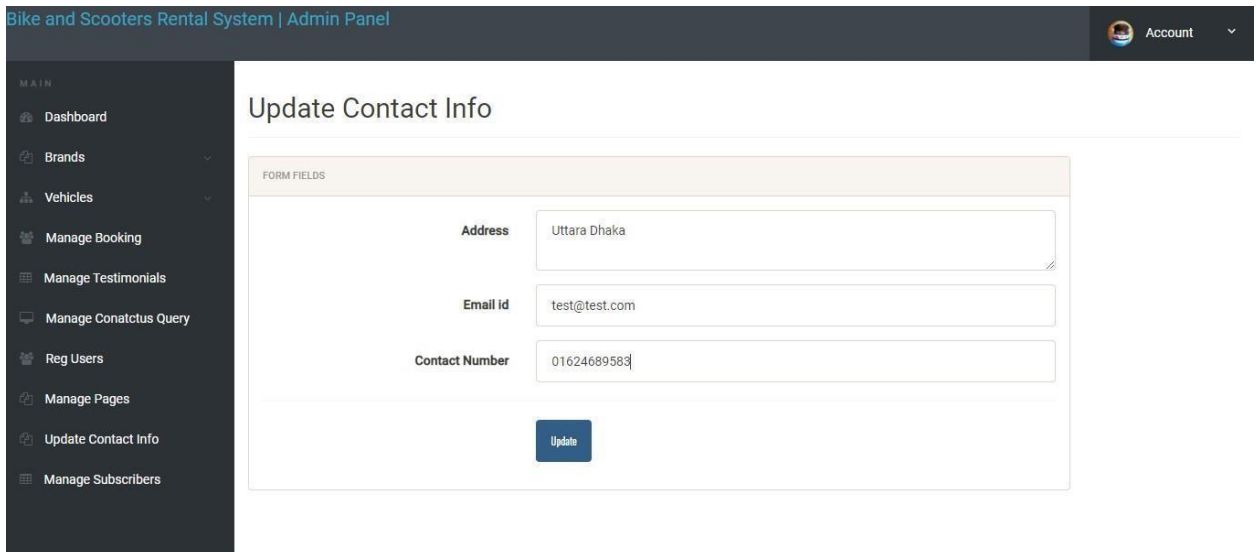 Bike and Scooters Rental System | Admin Panel
Account
MAIN
Dashboard
Brands
Vehicles
Manage Booking
Manage Testimonials
Manage Conatctus Query
Reg Users
Manage Pages
Update Contact Info
Manage Subscribers
Update Contact Info
FORM FIELDS
Address
Uttara Dhaka
Email id
test@test.com
Contact Number
01624689583
Update